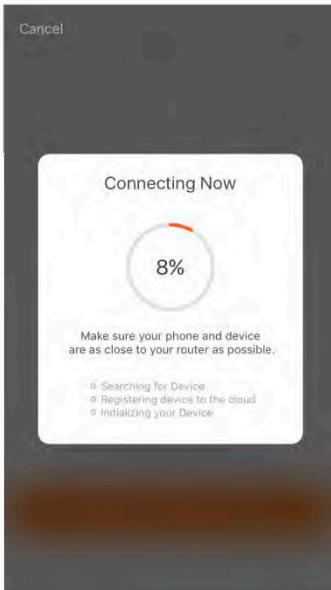 Cancel
Connecting Now
8%
Make sure your phone and device
are as close to your router as possible.
Searching for Device
Registering device to the cloud
Initializing your Device